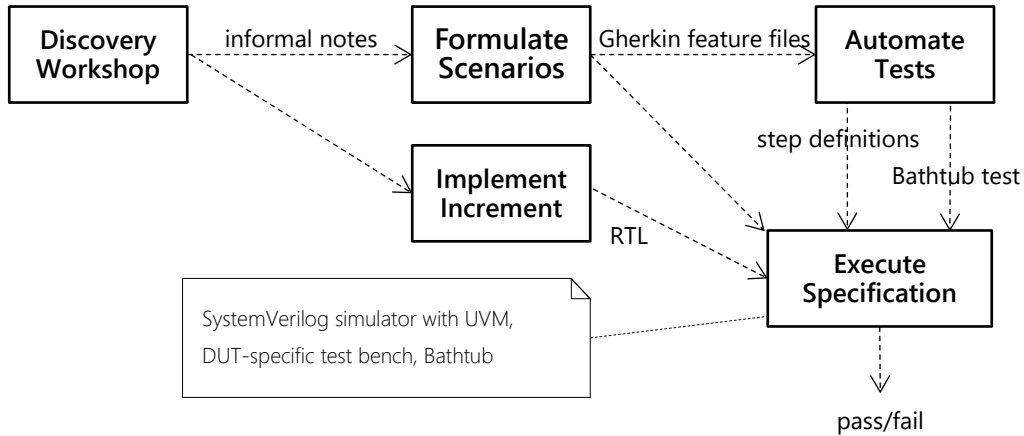 Discovery
Workshop
informal notes
Formulate
Scenarios
Gherkin feature files
Automate
Tests
step definitions
Bathtub test
Implement
Increment
RTL
Execute
Specification
SystemVerilog simulator with UVM,
DUT-specific test bench, Bathtub
pass/fail